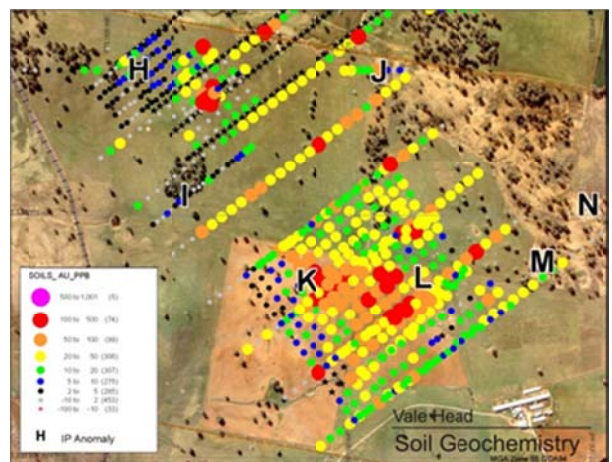 H
J
I
N
M
K
L
SOILS_AU_PPB
500 to 1,001 (5)
100 to 500 (74)
50 to 100 (99)
20 to 50 (306)
10 to 20 (307)
5 to 10 (275)
2 to 5 (265)
-10 to 2 (453)
-100 to -10 (33)
H IP Anomaly
Vale Head
Soil Geochemistry